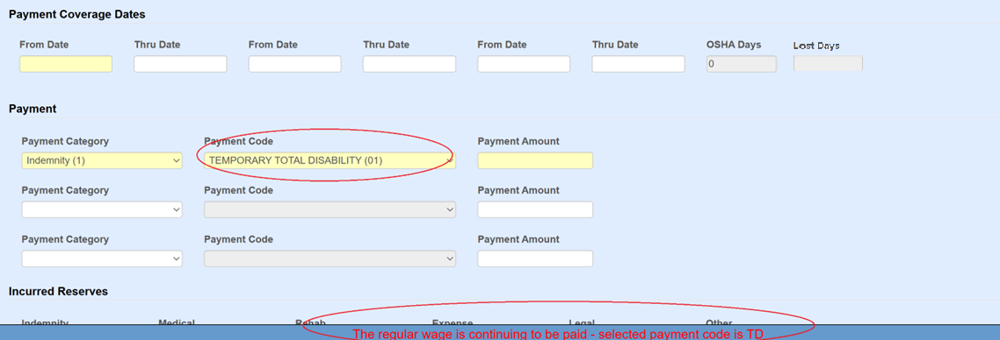 Payment Coverage Dates
From Date Thru Date From Date Thru Date From Date Thru Date OSHA Days Lost Days
0
Payment
Payment Category Payment Code Payment Amount
Indemnity (1) TEMPORARY TOTAL DISABILITY (01)
Payment Category Payment Code Payment Amount
Payment Category Payment Code Payment Amount
Incurred Reserves
Indemnity Medical Rehab Expense Legal Other
The regular wage is continuing to be paid - selected payment code is TD